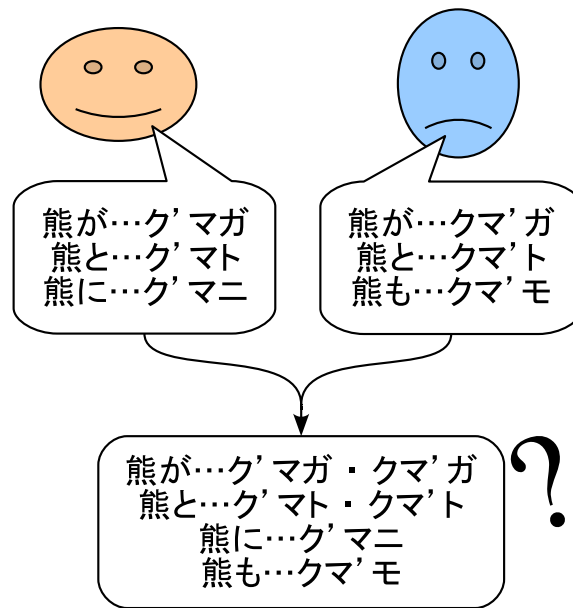 熊が…ク’マガ
熊と…ク’マト
熊に…ク’マニ
熊が…クマ’ガ
熊と…クマ’ト
熊も…クマ’モ
熊が…ク’マガ・クマ’ガ
熊と…ク’マト・クマ’ト
熊に…ク’マニ
熊も…クマ’モ
?